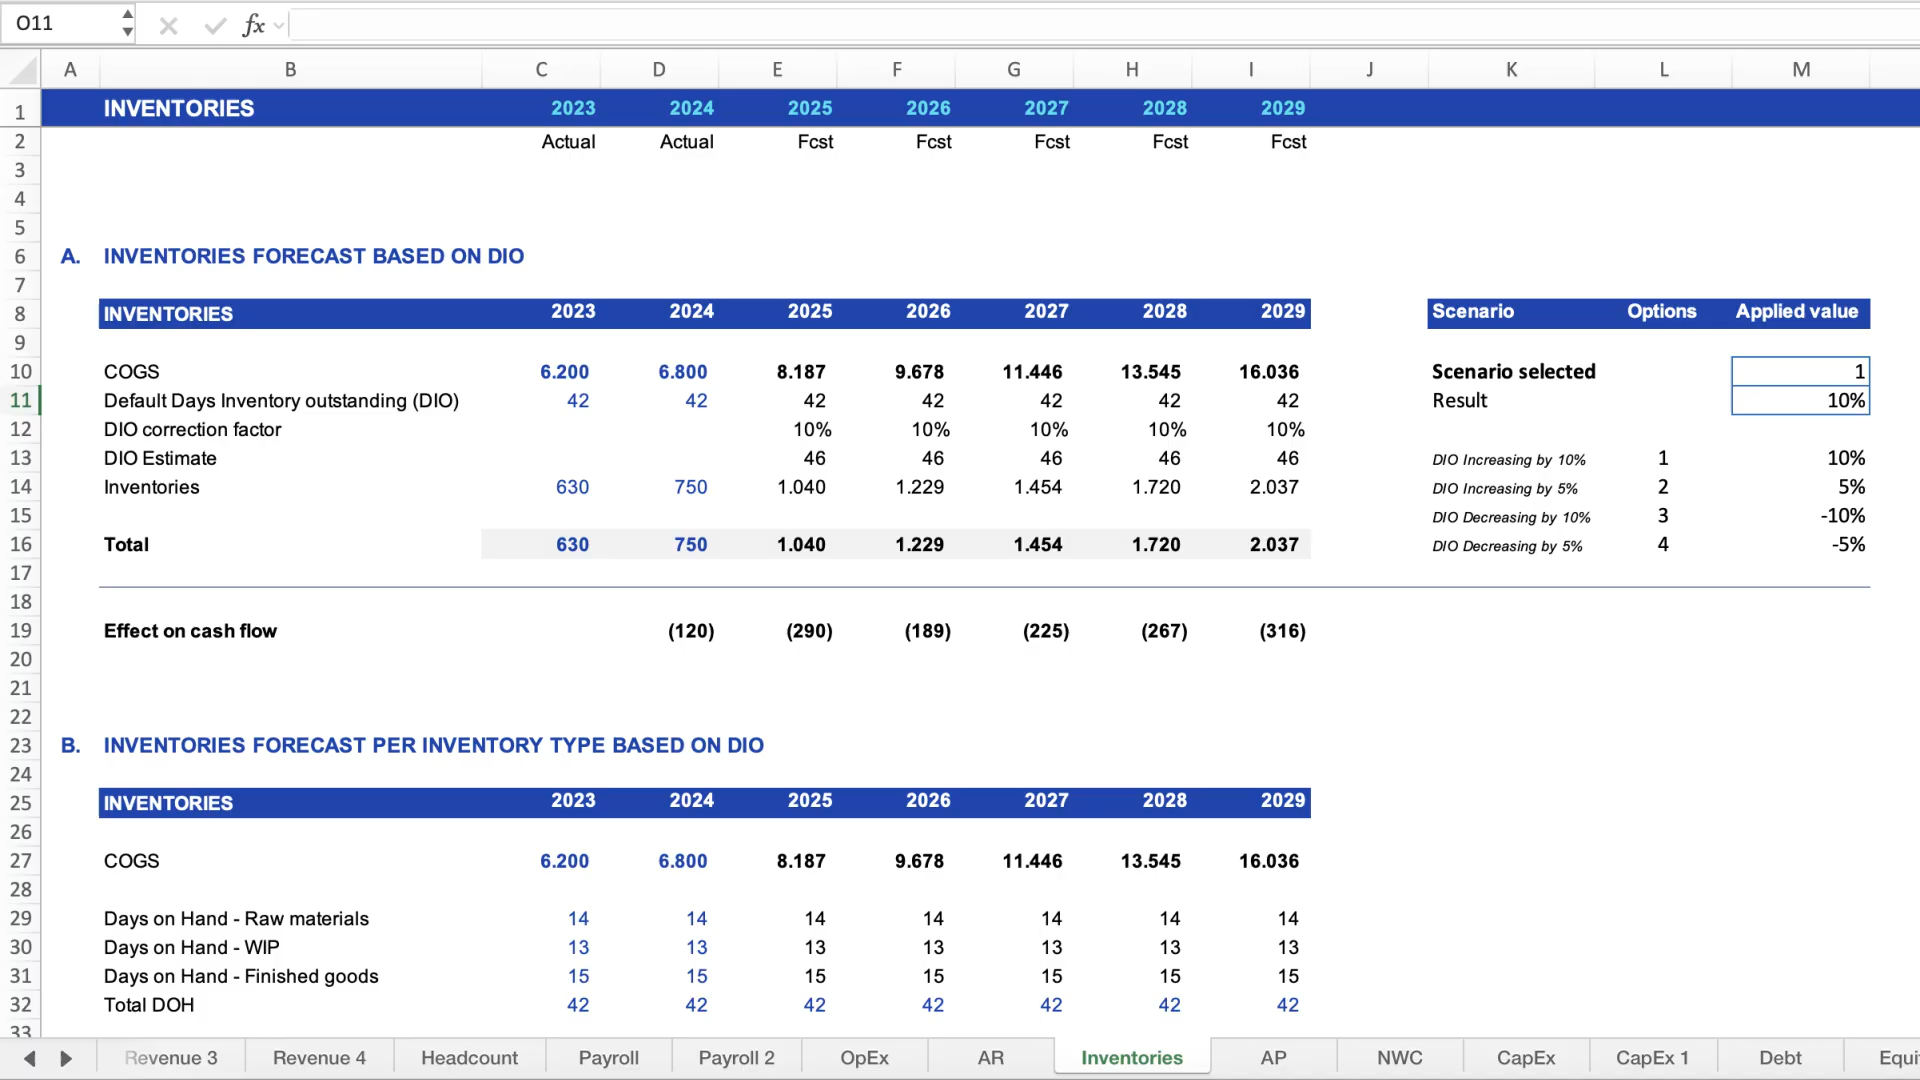 O11 fx
A B C D E F G H I J K L M
1 INVENTORIES 2023 2024 2025 2026 2027 2028 2029
2 Actual Actual Fcst Fcst Fcst Fcst Fcst
3
4
5
6 A. INVENTORIES FORECAST BASED ON DIO
7
8 INVENTORIES 2023 2024 2025 2026 2027 2028 2029 Scenario Options Applied value
9
10 COGS 6.200 6.800 8.187 9.678 11.446 13.545 16.036 Scenario selected 1
11 Default Days Inventory outstanding (DIO) 42 42 42 42 42 42 42 Result 10%
12 DIO correction factor 10% 10% 10% 10% 10%
13 DIO Estimate 46 46 46 46 46 DIO Increasing by 10% 1 10%
14 Inventories 630 750 1.040 1.229 1.454 1.720 2.037 DIO Increasing by 5% 2 5%
15 DIO Decreasing by 10% 3 -10%
16 Total 630 750 1.040 1.229 1.454 1.720 2.037 DIO Decreasing by 5% 4 -5%
17
18
19 Effect on cash flow (120) (290) (189) (225) (267) (316)
20
21
22
23 B. INVENTORIES FORECAST PER INVENTORY TYPE BASED ON DIO
24
25 INVENTORIES 2023 2024 2025 2026 2027 2028 2029
26
27 COGS 6.200 6.800 8.187 9.678 11.446 13.545 16.036
28
29 Days on Hand - Raw materials 14 14 14 14 14 14 14
30 Days on Hand - WIP 13 13 13 13 13 13 13
31 Days on Hand - Finished goods 15 15 15 15 15 15 15
32 Total DOH 42 42 42 42 42 42 42
33
Revenue 3 Revenue 4 Headcount Payroll Payroll 2 OpEx AR Inventories AP NWC CapEx CapEx 1 Debt Equi